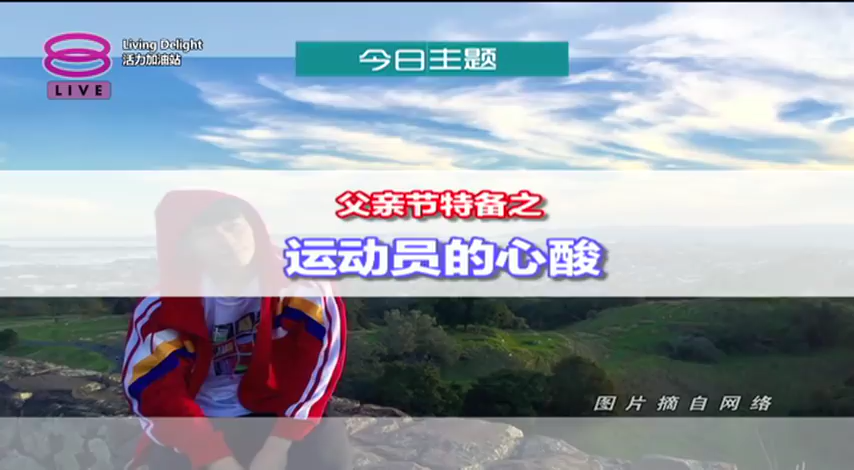 Living Delight
活力加油站
LIVE
今日主题
父亲节特备之
运动员的心酸
图片摘自网络